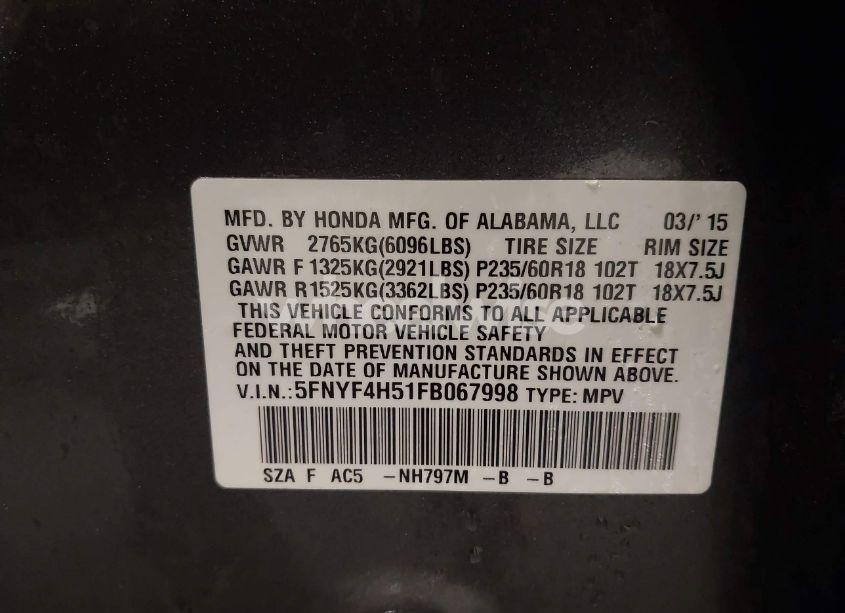 MFD. BY HONDA MFG. OF ALABAMA, LLC 03/'15
GVWR 2765KG(6096LBS) TIRE SIZE RIM SIZE
GAWR F 1325KG(2921LBS) P235/60R18 102T 18X7.5J
GAWR R1525KG(3362LBS) P235/60R18 102T 18X7.5J
THIS VEHICLE CONFORMS TO ALL APPLICABLE
FEDERAL MOTOR VEHICLE SAFETY
AND THEFT PREVENTION STANDARDS IN EFFECT
ON THE DATE OF MANUFACTURE SHOWN ABOVE.
V.I.N.:5FNYF4H51FB067998 TYPE: MPV
SZA F AC5 -NH797M -B -B